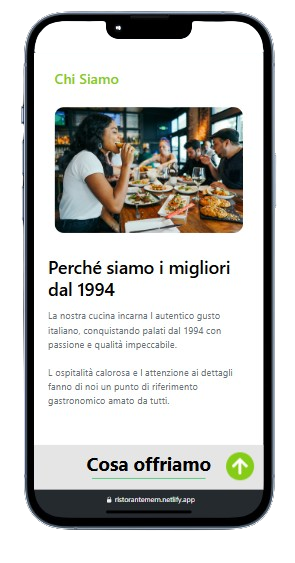 Chi Siamo
Perché siamo i migliori
dal 1994
La nostra cucina incarna l autentico gusto
italiano, conquistando palati dal 1994 con
passione e qualità impeccabile.
L ospitalità calorosa e l attenzione ai dettagli
fanno di noi un punto di riferimento
gastronomico amato da tutti.
Cosa offriamo
ristorantemem.netlify.app